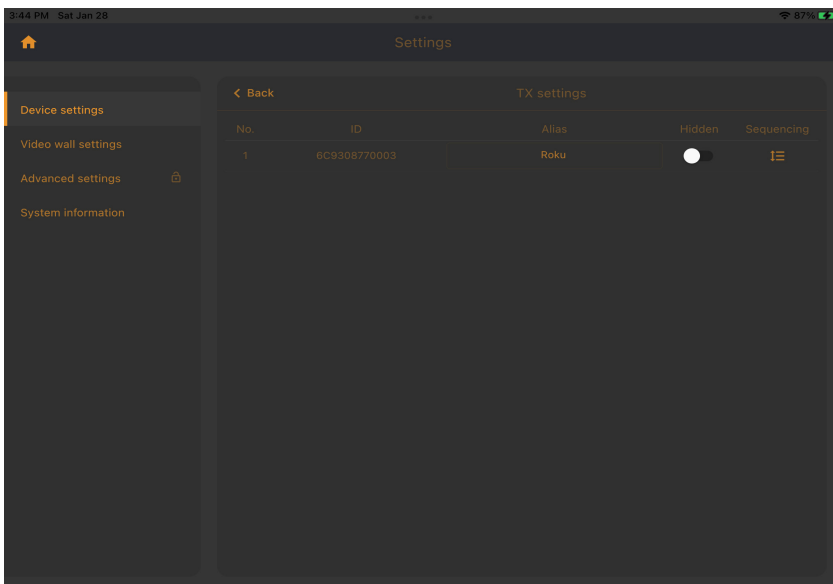 3:44 PM Sat Jan 28
87%
Settings
Device settings
Video wall settings
Advanced settings
System information
Back
TX settings
No. ID Alias Hidden Sequencing
1 6C9308770003 Roku